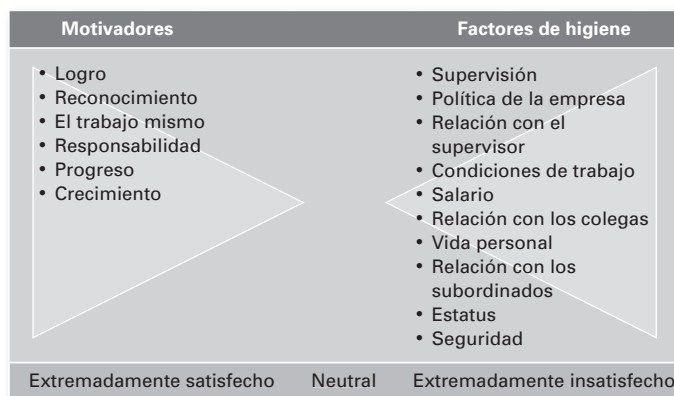 Motivadores
Factores de higiene
• Logro
• Reconocimiento
• El trabajo mismo
• Responsabilidad
• Progreso
• Crecimiento
• Supervisión
• Política de la empresa
• Relación con el
supervisor
• Condiciones de trabajo
• Salario
• Relación con los colegas
• Vida personal
• Relación con los
subordinados
• Estatus
• Seguridad
Extremadamente satisfecho
Neutral
Extremadamente insatisfecho